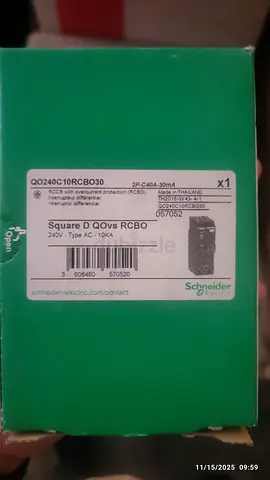 QO240C10RCBO30
2P-C40A-30mA
x1
RCCB with overcurrent protection (RCBO)
Interrupteur différentiel
Interruptor diferencial
Made in THAILAND
TH2015-W
QO240C10RCBO30
057052
Square D QOvs RCBO
240V - Type AC - 10KA
dubizzle
3 606480 570520
schneider-electric.com/contact
Schneider
Electric
Open
11/15/2025 09:59